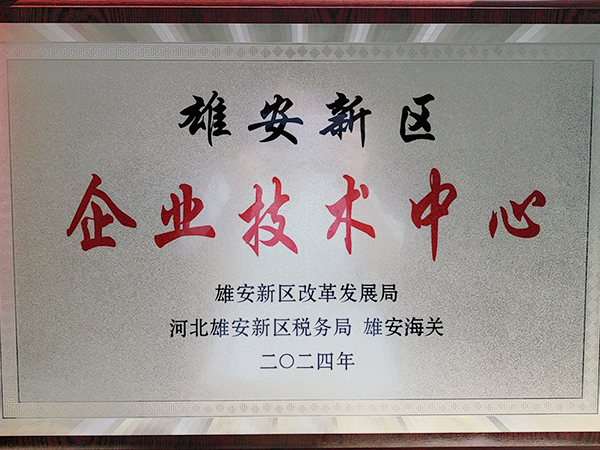 雄安新区
企业技术中心
雄安新区改革发展局
河北雄安新区税务局 雄安海关
二〇二四年